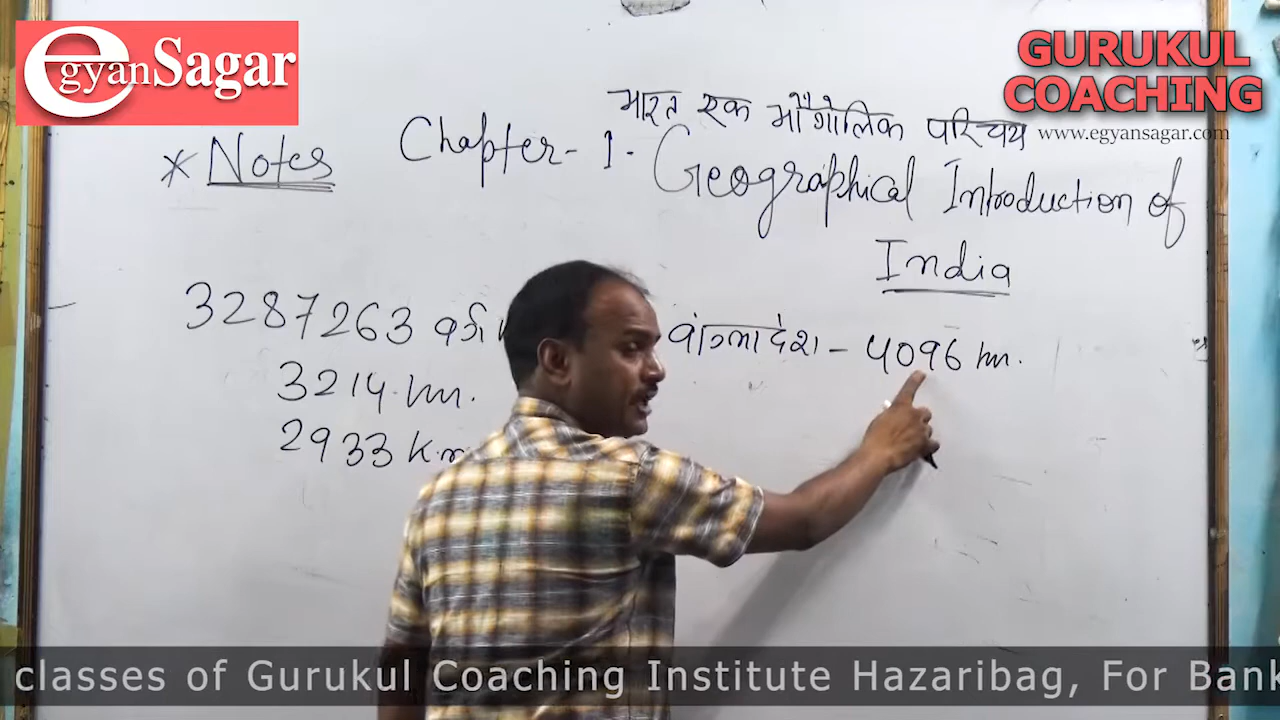 egyanSagar
GURUKUL
COACHING
www.egyansagar.com
भारत एक भौगोलिक परिचय
* Notes Chapter - 1. Geographical Introduction of
India
3287263 वर्ग
बांग्लादेश - 4096 km.
3214 km.
2933 K.m
classes of Gurukul Coaching Institute Hazaribag, For Bank